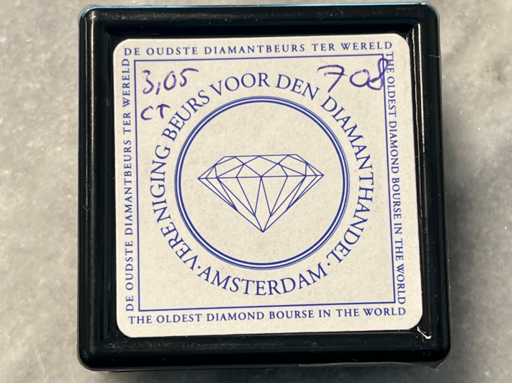 DE OUDSTE DIAMANTBEURS TER WERELD
3,05
CT
708
DE OUDSTE DIAMANTBEURS TER WERELD
THE OLDEST DIAMOND BOURSE IN THE WORLD
VERENIGING BEURS VOOR DEN DIAMANTHANDEL
· AMSTERDAM ·
THE OLDEST DIAMOND BOURSE IN THE WORLD